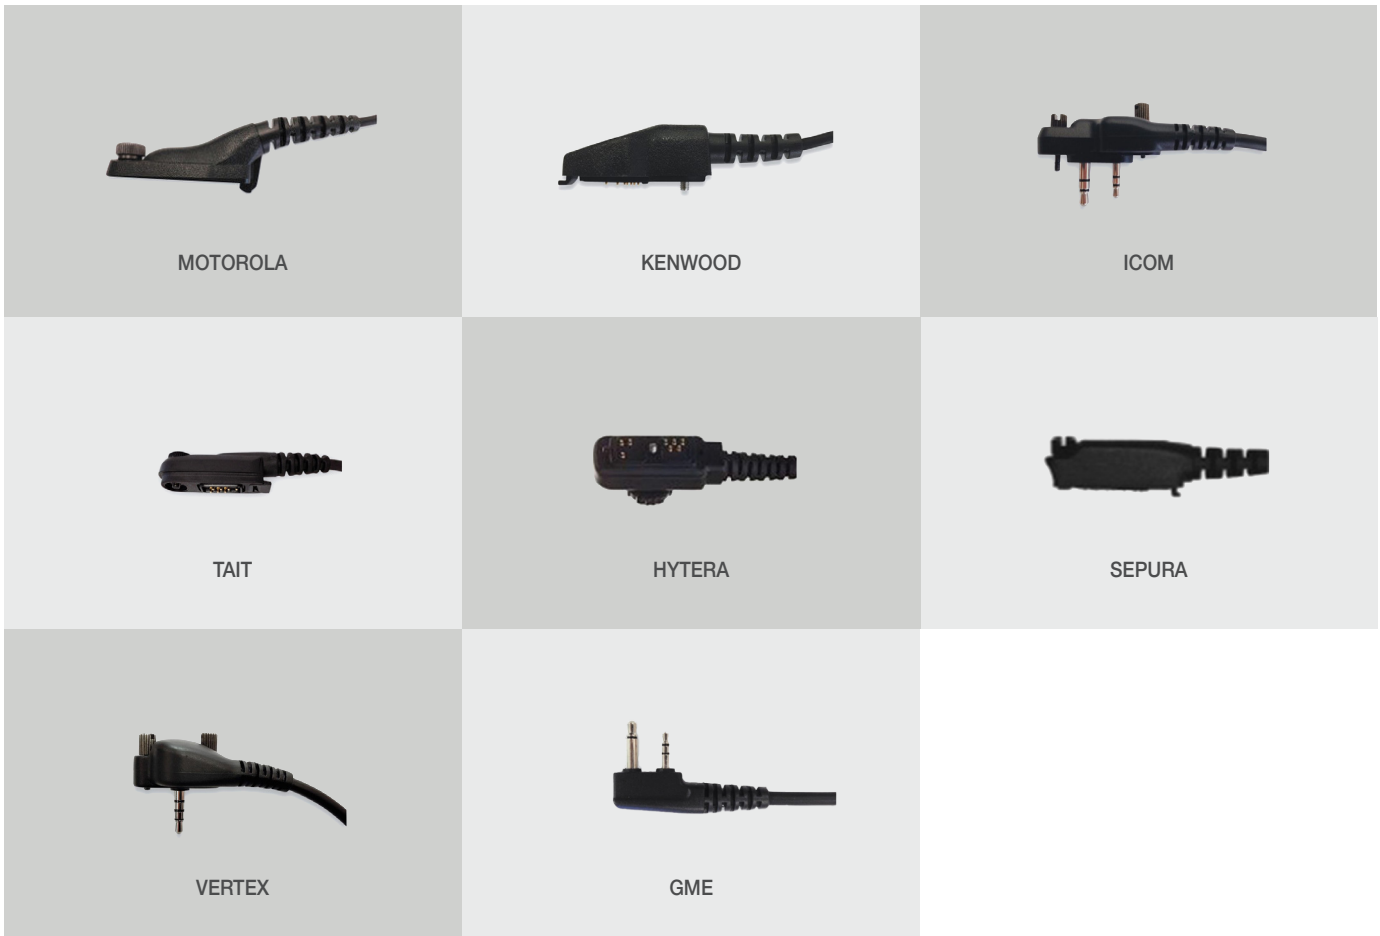 MOTOROLA
KENWOOD
ICOM
TAIT
HYTERA
SEPURA
VERTEX
GME